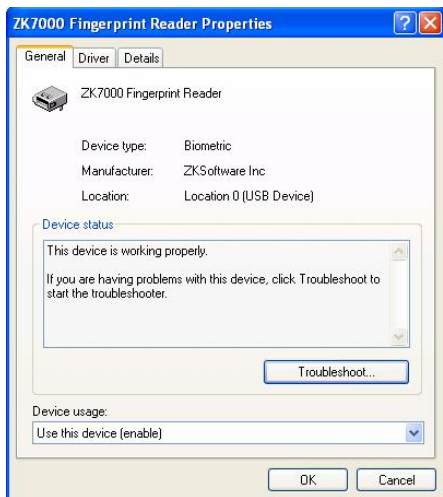 ZK7000 Fingerprint Reader Properties
General Driver Details
ZK7000 Fingerprint Reader
Device type: Biometric
Manufacturer: ZKSoftware Inc
Location: Location 0 (USB Device)
Device status
This device is working properly.
If you are having problems with this device, click Troubleshoot to
start the troubleshooter.
Troubleshoot...
Device usage:
Use this device (enable)
OK Cancel